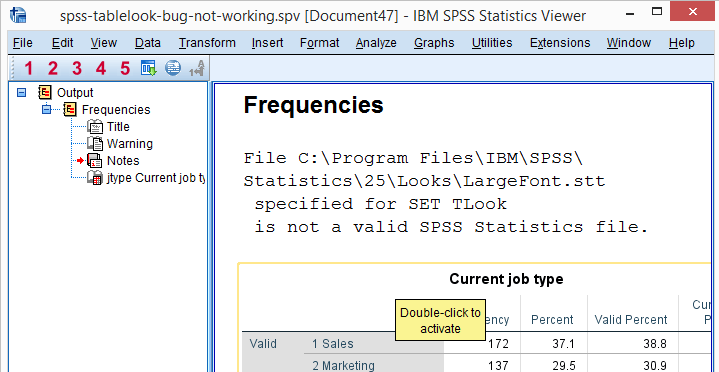 spss-tablelook-bug-not-working.spv [Document47] - IBM SPSS Statistics Viewer
File Edit View Data Transform Insert Format Analyze Graphs Utilities Extensions Window Help
1 2 3 4 5
Output
Frequencies
Title
Warning
Notes
jtype Current job ty
Frequencies
File C:\Program Files\IBM\SPSS\
Statistics\25\Looks\LargeFont.stt
specified for SET TLook
is not a valid SPSS Statistics file.
Current job type
Double-click to
activate
ency Percent Valid Percent Cur
P
Valid 1 Sales 172 37.1 38.8
2 Marketing 137 29.5 30.9